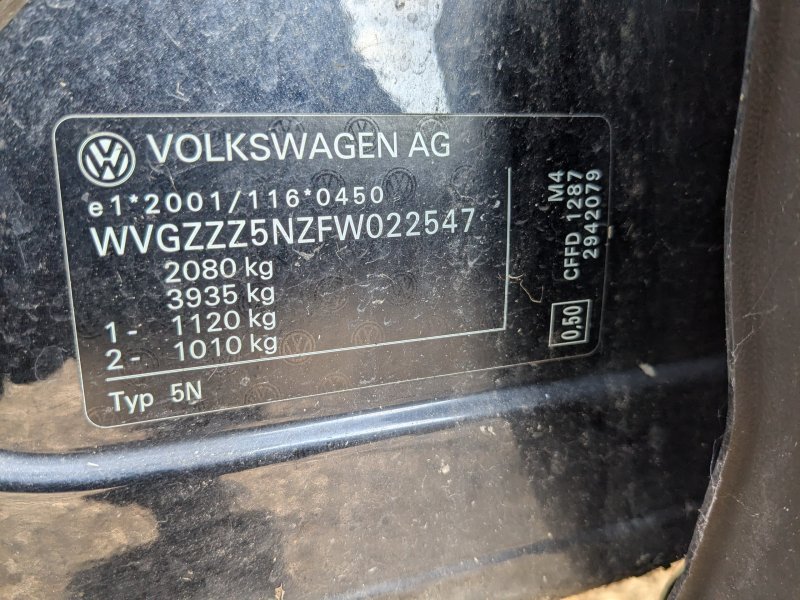 VOLKSWAGEN AG
e1*2001/116*0450
WVGZZZ5NZFW022547
2080 kg
3935 kg
1- 1120 kg
2- 1010 kg
Typ 5N
M4
CFFD 1287
2942079
0,50